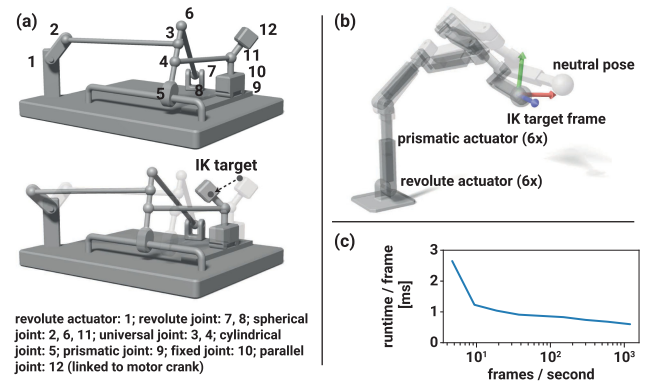 (a)
6
12
2
3
1
4
11
7
10
5
8
9
IK target
revolute actuator: 1; revolute joint: 7, 8; spherical
joint: 2, 6, 11; universal joint: 3, 4; cylindrical
joint: 5; prismatic joint: 9; fixed joint: 10; parallel
joint: 12 (linked to motor crank)
(b)
neutral pose
IK target frame
prismatic actuator (6x)
revolute actuator (6x)
(c)
runtime / frame
[ms]
3
2
1
0
10¹
10²
10³
frames / second